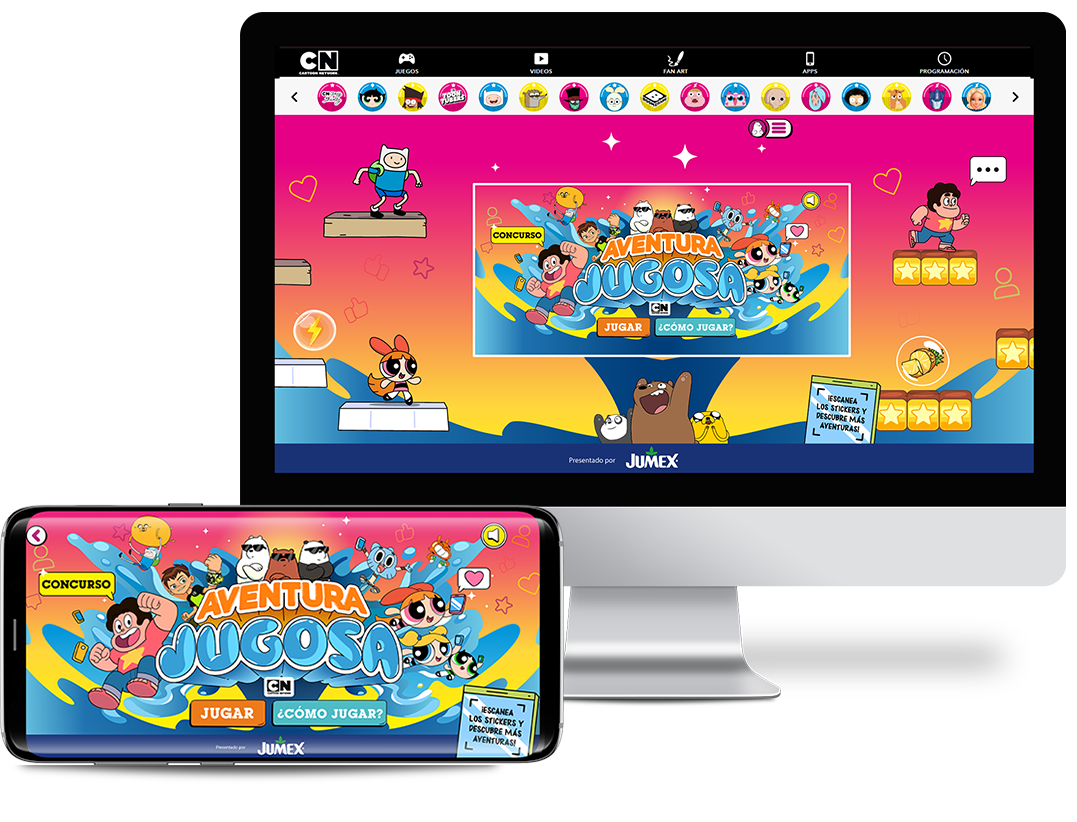 CN
CARTOON NETWORK
JUEGOS
VIDEOS
FAN ART
APPS
PROGRAMACIÓN
CONCURSO
AVENTURA
JUGOSA
CN
JUGAR
¿CÓMO JUGAR?
¡ESCANEA
LOS STICKERS Y
DESCUBRE MÁS
AVENTURAS!
Presentado por
JUMEX
CONCURSO
AVENTURA
JUGOSA
CN
CARTOON NETWORK
JUGAR
¿CÓMO JUGAR?
¡ESCANEA
LOS STICKERS Y
DESCUBRE MÁS
AVENTURAS!
Presentado por
JUMEX